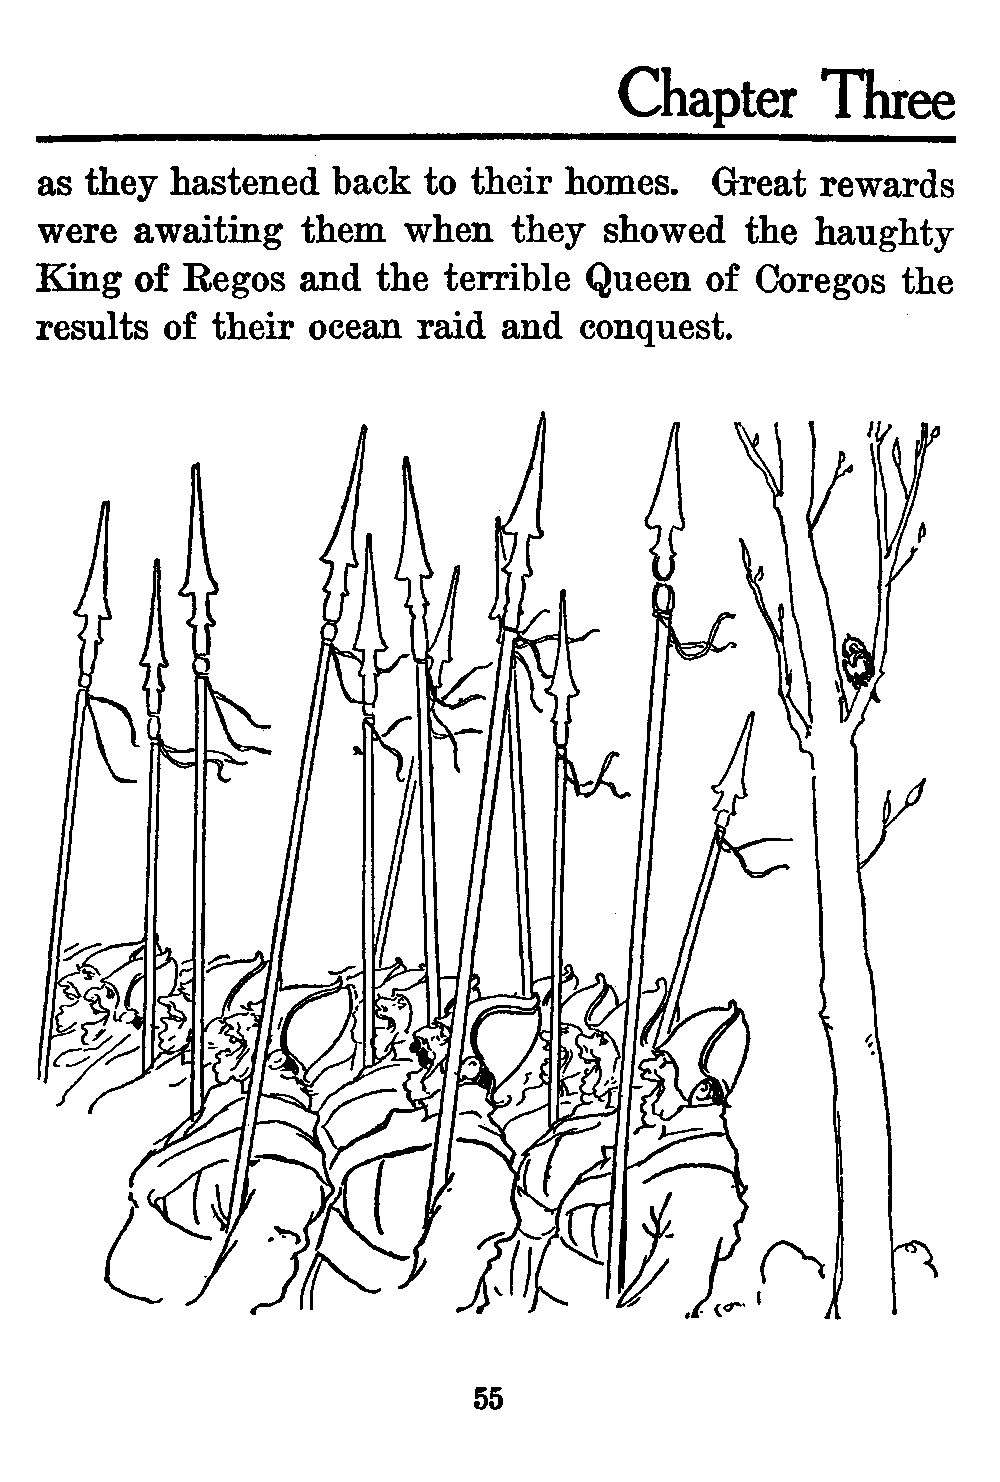 Chapter Three
as they hastened back to their homes. Great rewards
were awaiting them when they showed the haughty
King of Regos and the terrible Queen of Coregos the
results of their ocean raid and conquest.
55